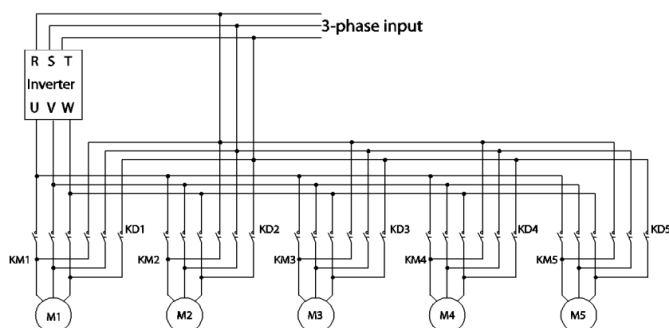 3-phase input
R S T
Inverter
U V W
KD1 KD2 KD3 KD4 KD5
KM1 KM2 KM3 KM4 KM5
M1 M2 M3 M4 M5